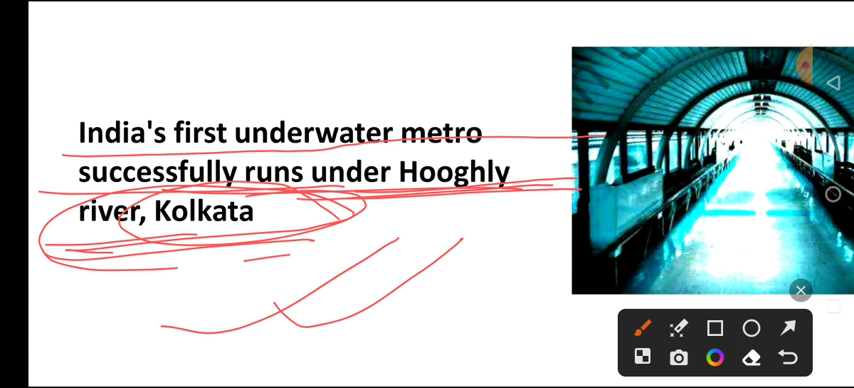 India's first underwater metro
successfully runs under Hooghly
river, Kolkata